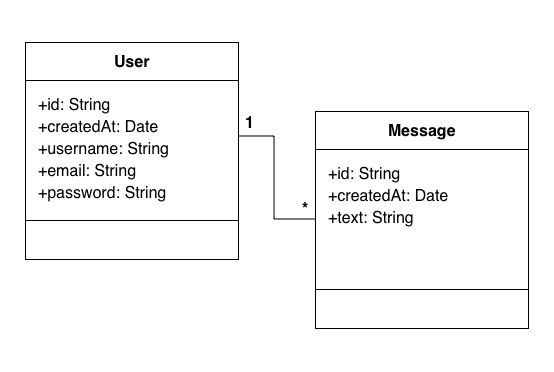 User
+id: String
+createdAt: Date
+username: String
+email: String
+password: String
1
*
Message
+id: String
+createdAt: Date
+text: String